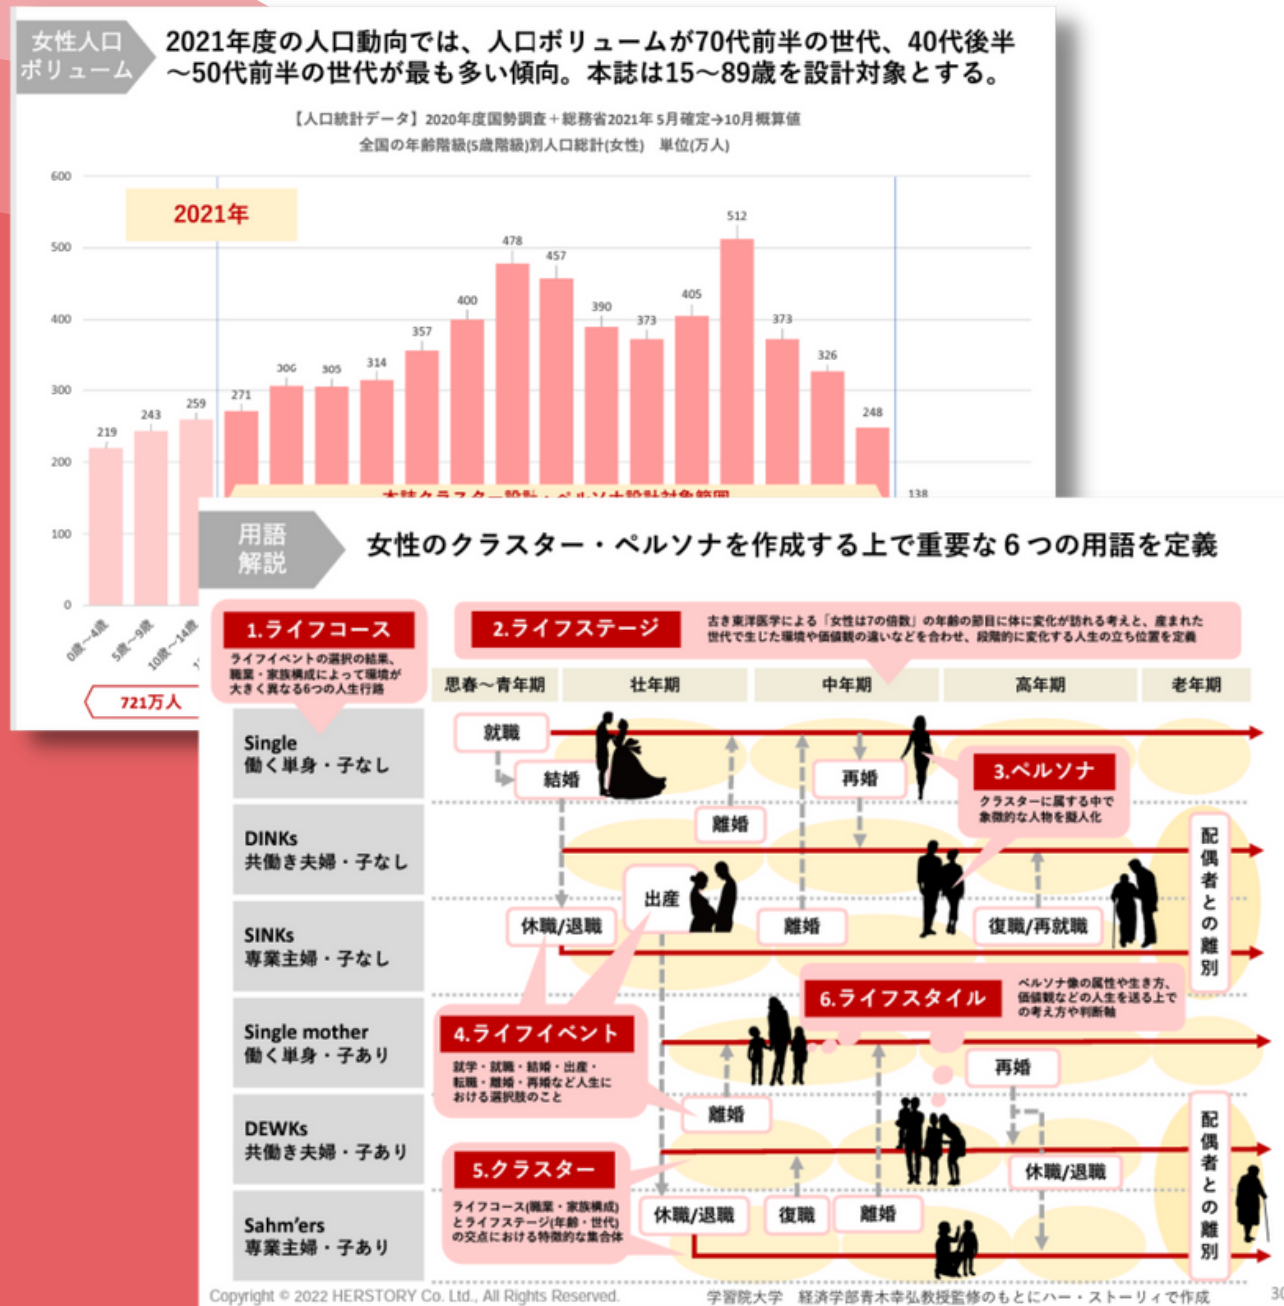 女性人口
ボリューム
2021年度の人口動向では、人口ボリュームが70代前半の世代、40代後半
～50代前半の世代が最も多い傾向。本誌は15～89歳を設計対象とする。
【人口統計データ】2020年度国勢調査＋総務省2021年 5月確定→10月概算値
全国の年齢階級(5歳階級)別人口総計(女性) 単位(万人)
600
500
400
300
200
100
0
2021年
219
243
259
271
306
305
314
357
400
478
457
390
373
405
512
373
326
248
138
0歳～4歳
5歳～9歳
10歳～14歳
721万人
本誌クラスター設計・ペルソナ設計対象範囲
用語
解説
女性のクラスター・ペルソナを作成する上で重要な６つの用語を定義
1.ライフコース
ライフイベントの選択の結果、
職業・家族構成によって環境が
大きく異なる6つの人生行路
2.ライフステージ
古き東洋医学による「女性は7の倍数」の年齢の節目に体に変化が訪れる考えと、産まれた
世代で生じた環境や価値観の違いなどを合わせ、段階的に変化する人生の立ち位置を定義
思春～青年期
壮年期
中年期
高年期
老年期
Single
働く単身・子なし
DINKs
共働き夫婦・子なし
SINKs
専業主婦・子なし
Single mother
働く単身・子あり
DEWKs
共働き夫婦・子あり
Sahm'ers
専業主婦・子あり
就職
結婚
離婚
再婚
3.ペルソナ
クラスターに属する中で
象徴的な人物を擬人化
出産
休職/退職
離婚
復職/再就職
配偶者との離別
4.ライフイベント
就学・就職・結婚・出産・
転職・離婚・再婚など人生に
おける選択肢のこと
6.ライフスタイル
ペルソナ像の属性や生き方、
価値観などの人生を送る上で
の考え方や判断軸
離婚
再婚
休職/退職
5.クラスター
ライフコース(職業・家族構成)
とライフステージ(年齢・世代)
の交点における特徴的な集合体
休職/退職
復職
離婚
配偶者との離別
Copyright © 2022 HERSTORY Co. Ltd., All Rights Reserved.
学習院大学 経済学部青木幸弘教授監修のもとにハー・ストーリィで作成